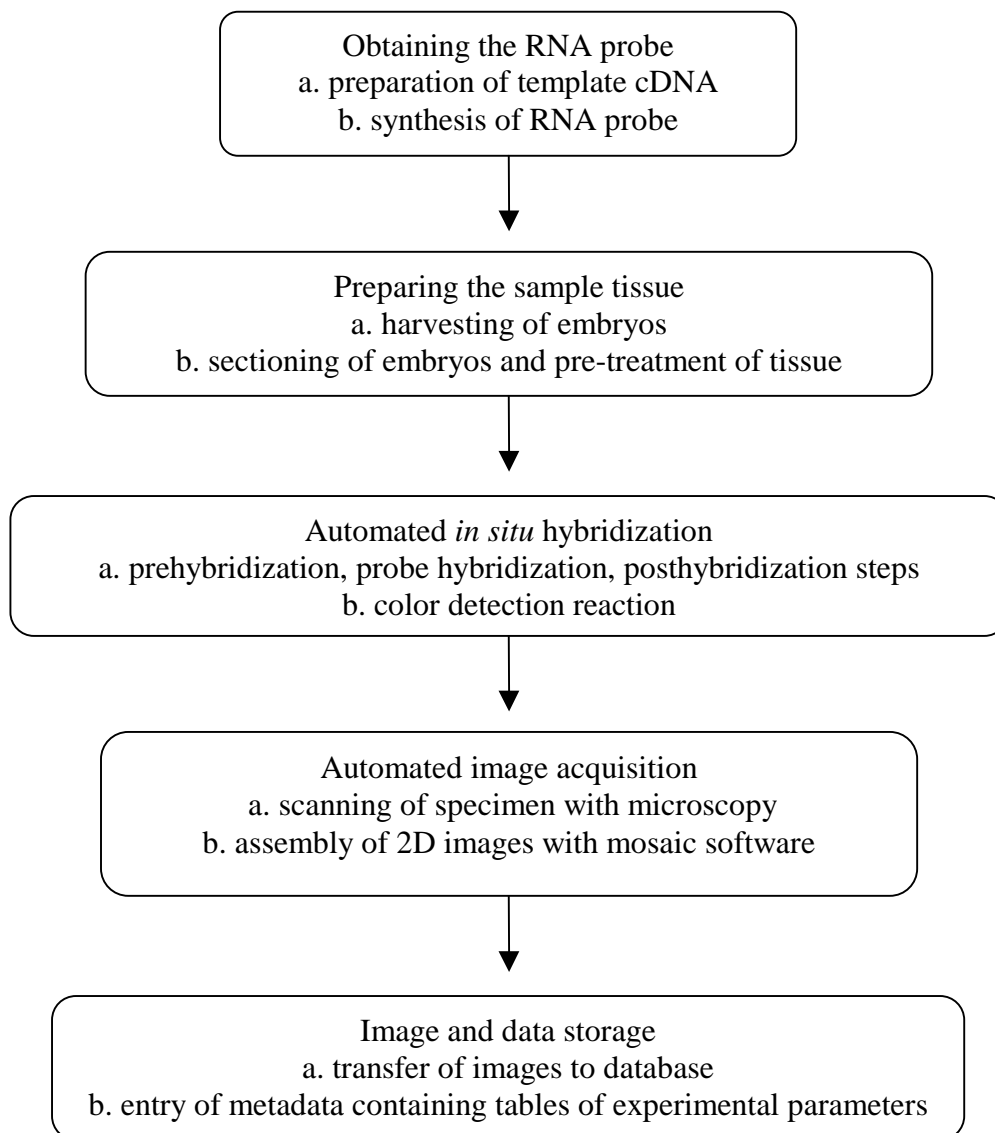 Obtaining the RNA probe
a. preparation of template cDNA
b. synthesis of RNA probe
Preparing the sample tissue
a. harvesting of embryos
b. sectioning of embryos and pre-treatment of tissue
Automated in situ hybridization
a. prehybridization, probe hybridization, posthybridization steps
b. color detection reaction
Automated image acquisition
a. scanning of specimen with microscopy
b. assembly of 2D images with mosaic software
Image and data storage
a. transfer of images to database
b. entry of metadata containing tables of experimental parameters